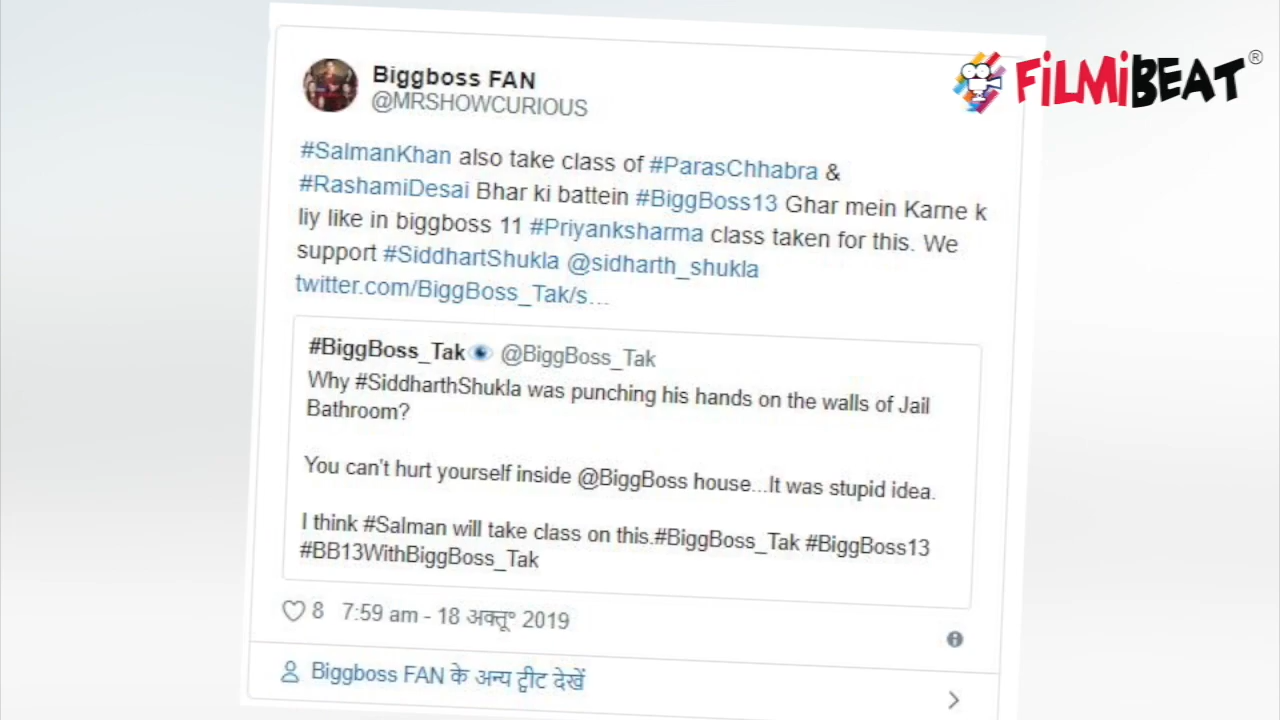 Biggboss FAN
@MRSHOWCURIOUS
FiLMiBEAT®
#SalmanKhan also take class of #ParasChhabra &
#RashamiDesai Bhar ki battein #BiggBoss13 Ghar mein Karne k
liy like in biggboss 11 #Priyanksharma class taken for this. We
support #SiddhartShukla @sidharth_shukla
twitter.com/BiggBoss_Tak/s...
#BiggBoss_Tak👁 @BiggBoss_Tak
Why #SiddharthShukla was punching his hands on the walls of Jail
Bathroom?
You can't hurt yourself inside @BiggBoss house...It was stupid idea.
I think #Salman will take class on this.#BiggBoss_Tak #BiggBoss13
#BB13WithBiggBoss_Tak
8 7:59 am - 18 अक्तू॰ 2019
Biggboss FAN के अन्य ट्वीट देखें